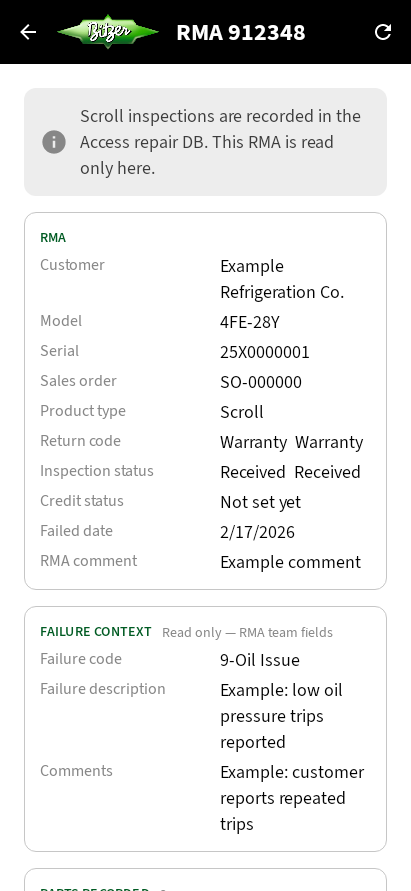 Bitzer RMA 912348
Scroll inspections are recorded in the
Access repair DB. This RMA is read
only here.
RMA
Customer Example
Refrigeration Co.
Model 4FE-28Y
Serial 25X0000001
Sales order SO-000000
Product type Scroll
Return code Warranty Warranty
Inspection status Received Received
Credit status Not set yet
Failed date 2/17/2026
RMA comment Example comment
FAILURE CONTEXT Read only — RMA team fields
Failure code 9-Oil Issue
Failure description Example: low oil
pressure trips
reported
Comments Example: customer
reports repeated
trips